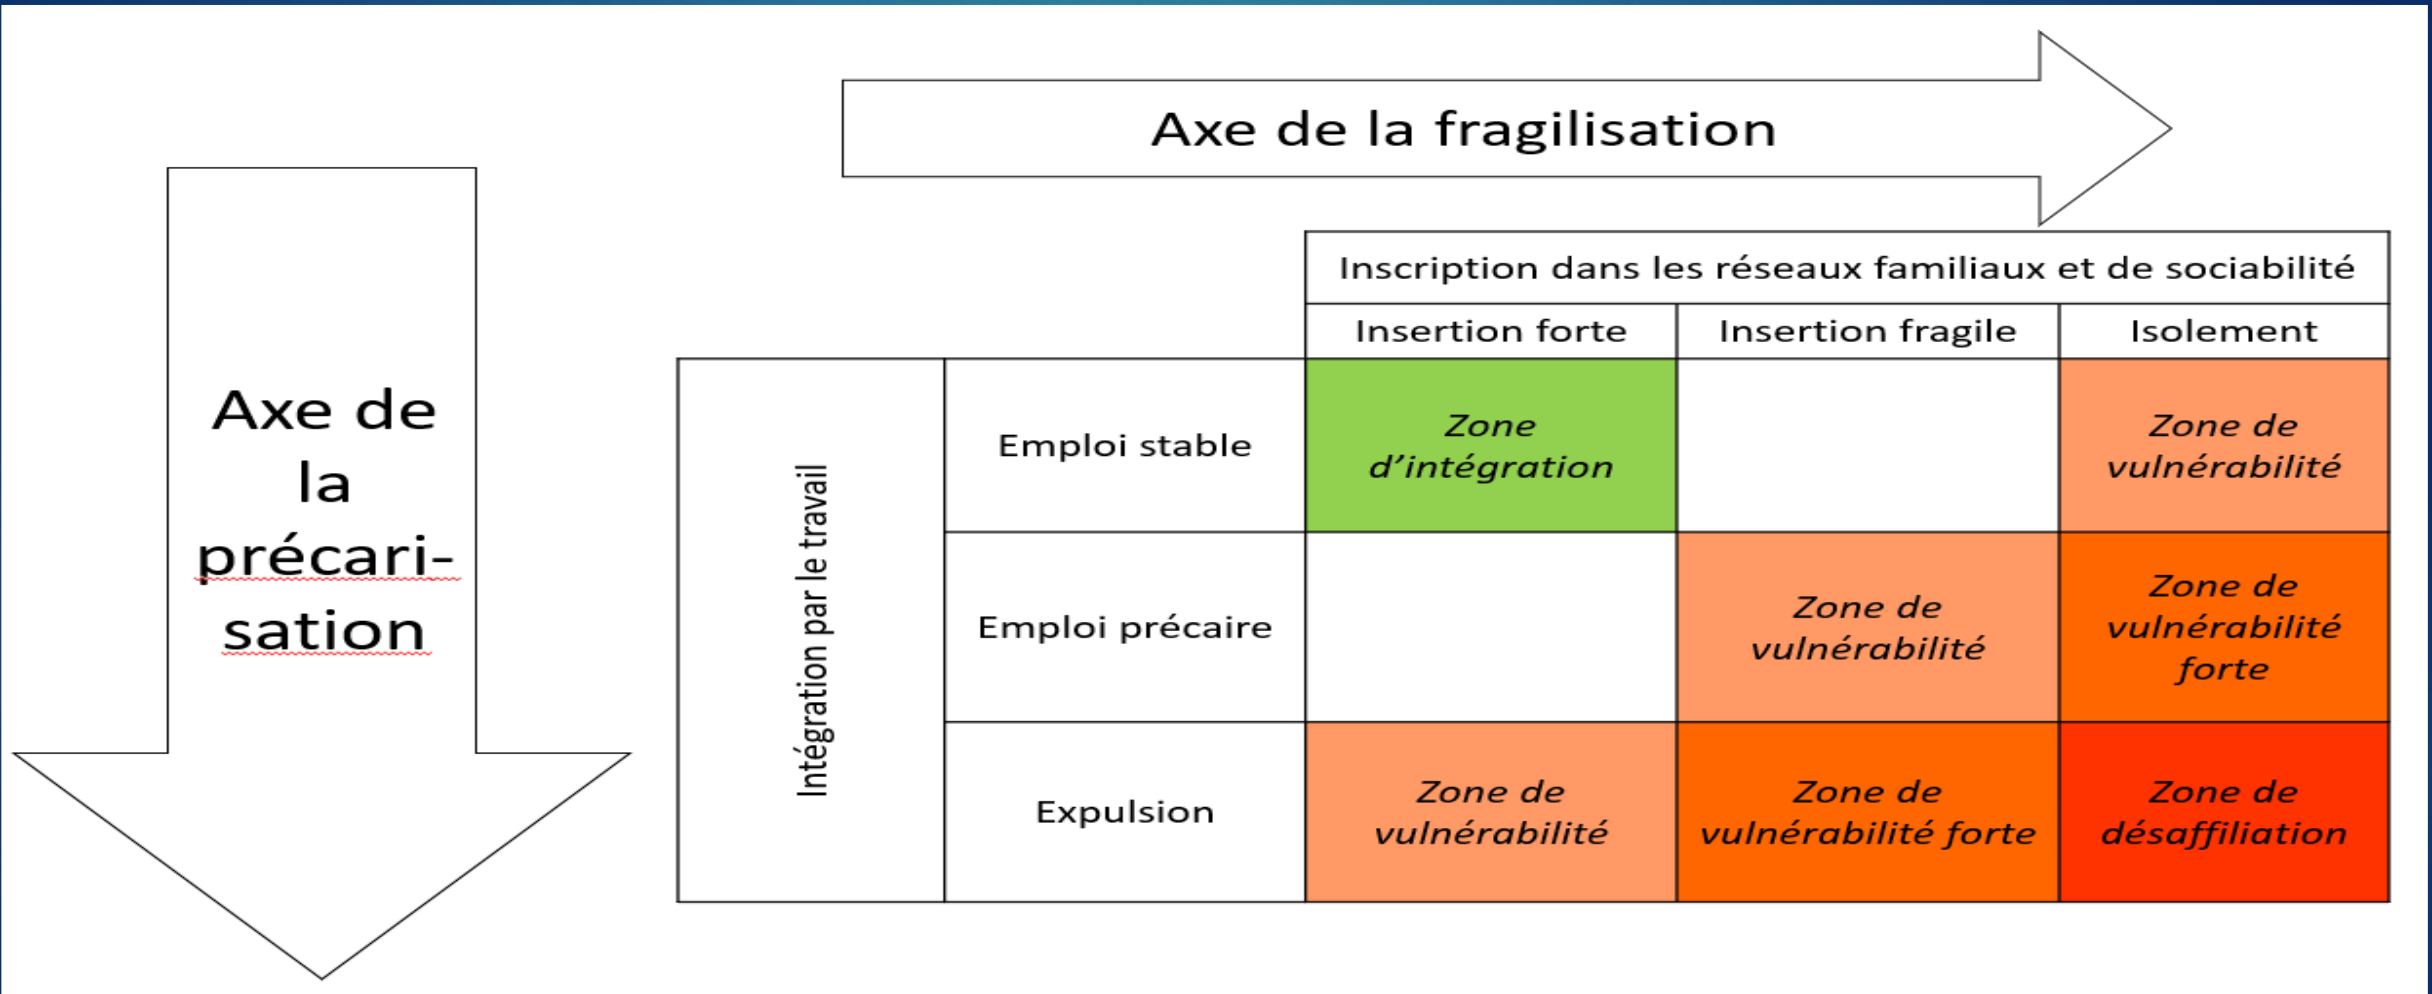 Axe de la fragilisation
Axe de
la
précari-
sation
Inscription dans les réseaux familiaux et de sociabilité
Insertion forte
Insertion fragile
Isolement
Intégration par le travail
Emploi stable
Zone
d’intégration
Zone de
vulnérabilité
Emploi précaire
Zone de
vulnérabilité
Zone de
vulnérabilité
forte
Expulsion
Zone de
vulnérabilité
Zone de
vulnérabilité forte
Zone de
désaffiliation